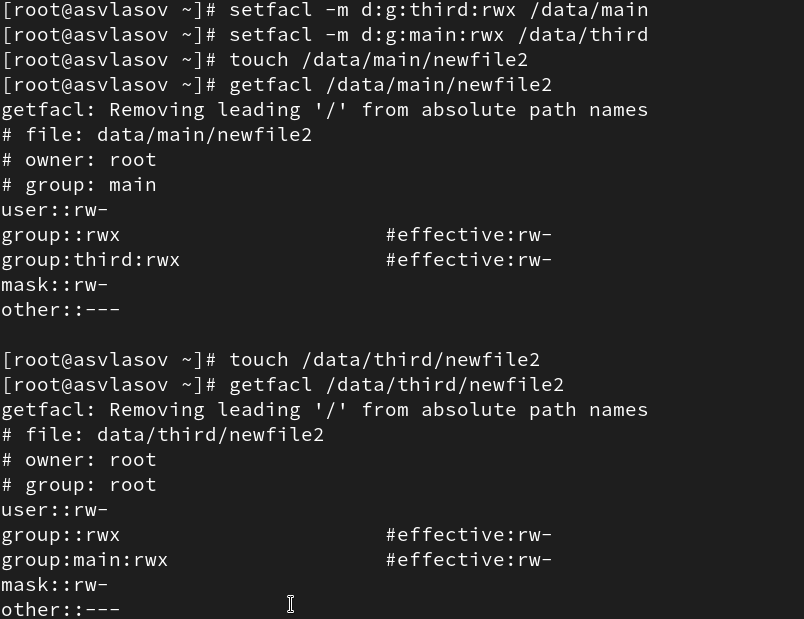 [root@asvlasov ~]# setfacl -m d:g:third:rwx /data/main
[root@asvlasov ~]# setfacl -m d:g:main:rwx /data/third
[root@asvlasov ~]# touch /data/main/newfile2
[root@asvlasov ~]# getfacl /data/main/newfile2
getfacl: Removing leading '/' from absolute path names
# file: data/main/newfile2
# owner: root
# group: main
user::rw-
group::rwx                      #effective:rw-
group:third:rwx                 #effective:rw-
mask::rw-
other::---

[root@asvlasov ~]# touch /data/third/newfile2
[root@asvlasov ~]# getfacl /data/third/newfile2
getfacl: Removing leading '/' from absolute path names
# file: data/third/newfile2
# owner: root
# group: root
user::rw-
group::rwx                      #effective:rw-
group:main:rwx                  #effective:rw-
mask::rw-
other::---